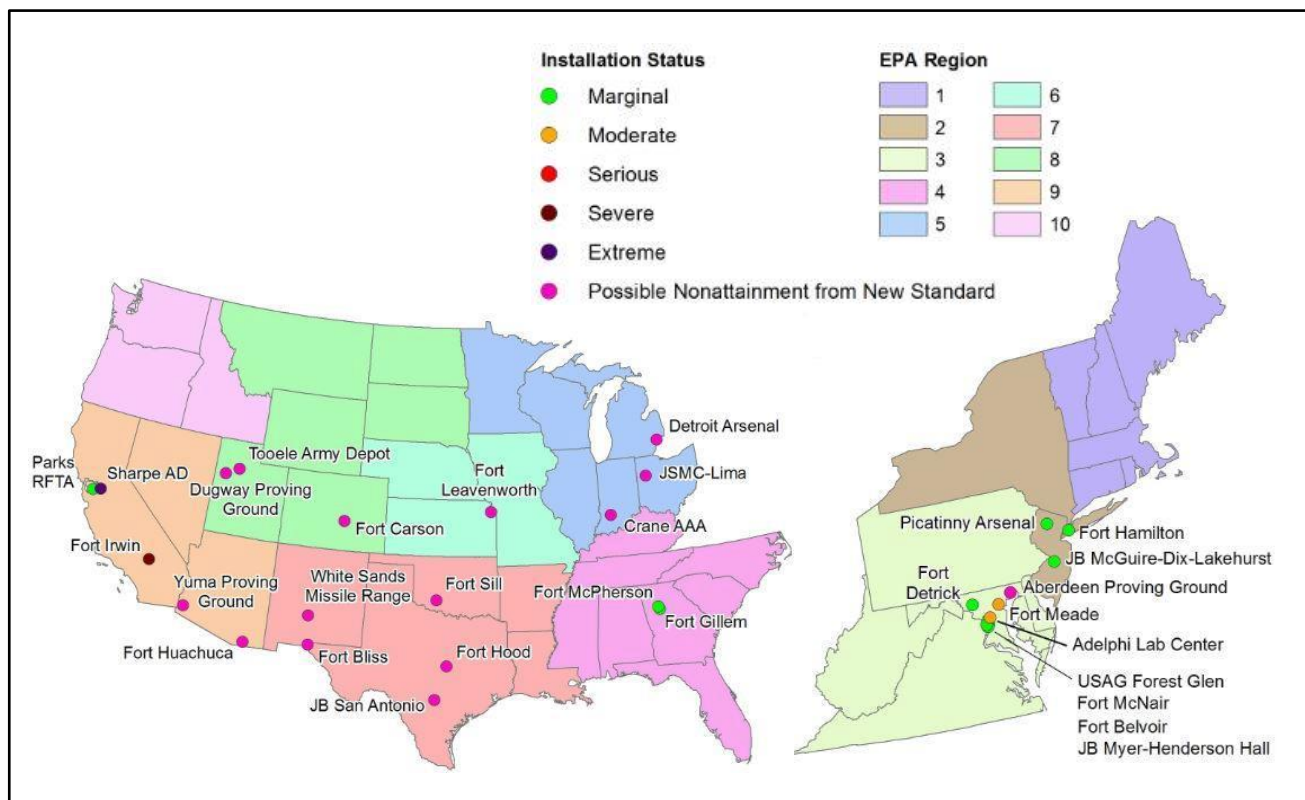 Installation Status
Marginal
Moderate
Serious
Severe
Extreme
Possible Nonattainment from New Standard
EPA Region
1
2
3
4
5
6
7
8
9
10
Parks
RFTA
Sharpe AD
Tooele Army Depot
Dugway Proving
Ground
Fort
Leavenworth
Detroit Arsenal
JSMC-Lima
Crane AAA
Fort Carson
Fort Irwin
Yuma Proving
Ground
White Sands
Missile Range
Fort Sill
Fort McPherson
Fort Gillem
Fort Huachuca
Fort Bliss
Fort Hood
JB San Antonio
Picatinny Arsenal
Fort Hamilton
JB McGuire-Dix-Lakehurst
Fort
Detrick
Aberdeen Proving Ground
Fort Meade
Adelphi Lab Center
USAG Forest Glen
Fort McNair
Fort Belvoir
JB Myer-Henderson Hall